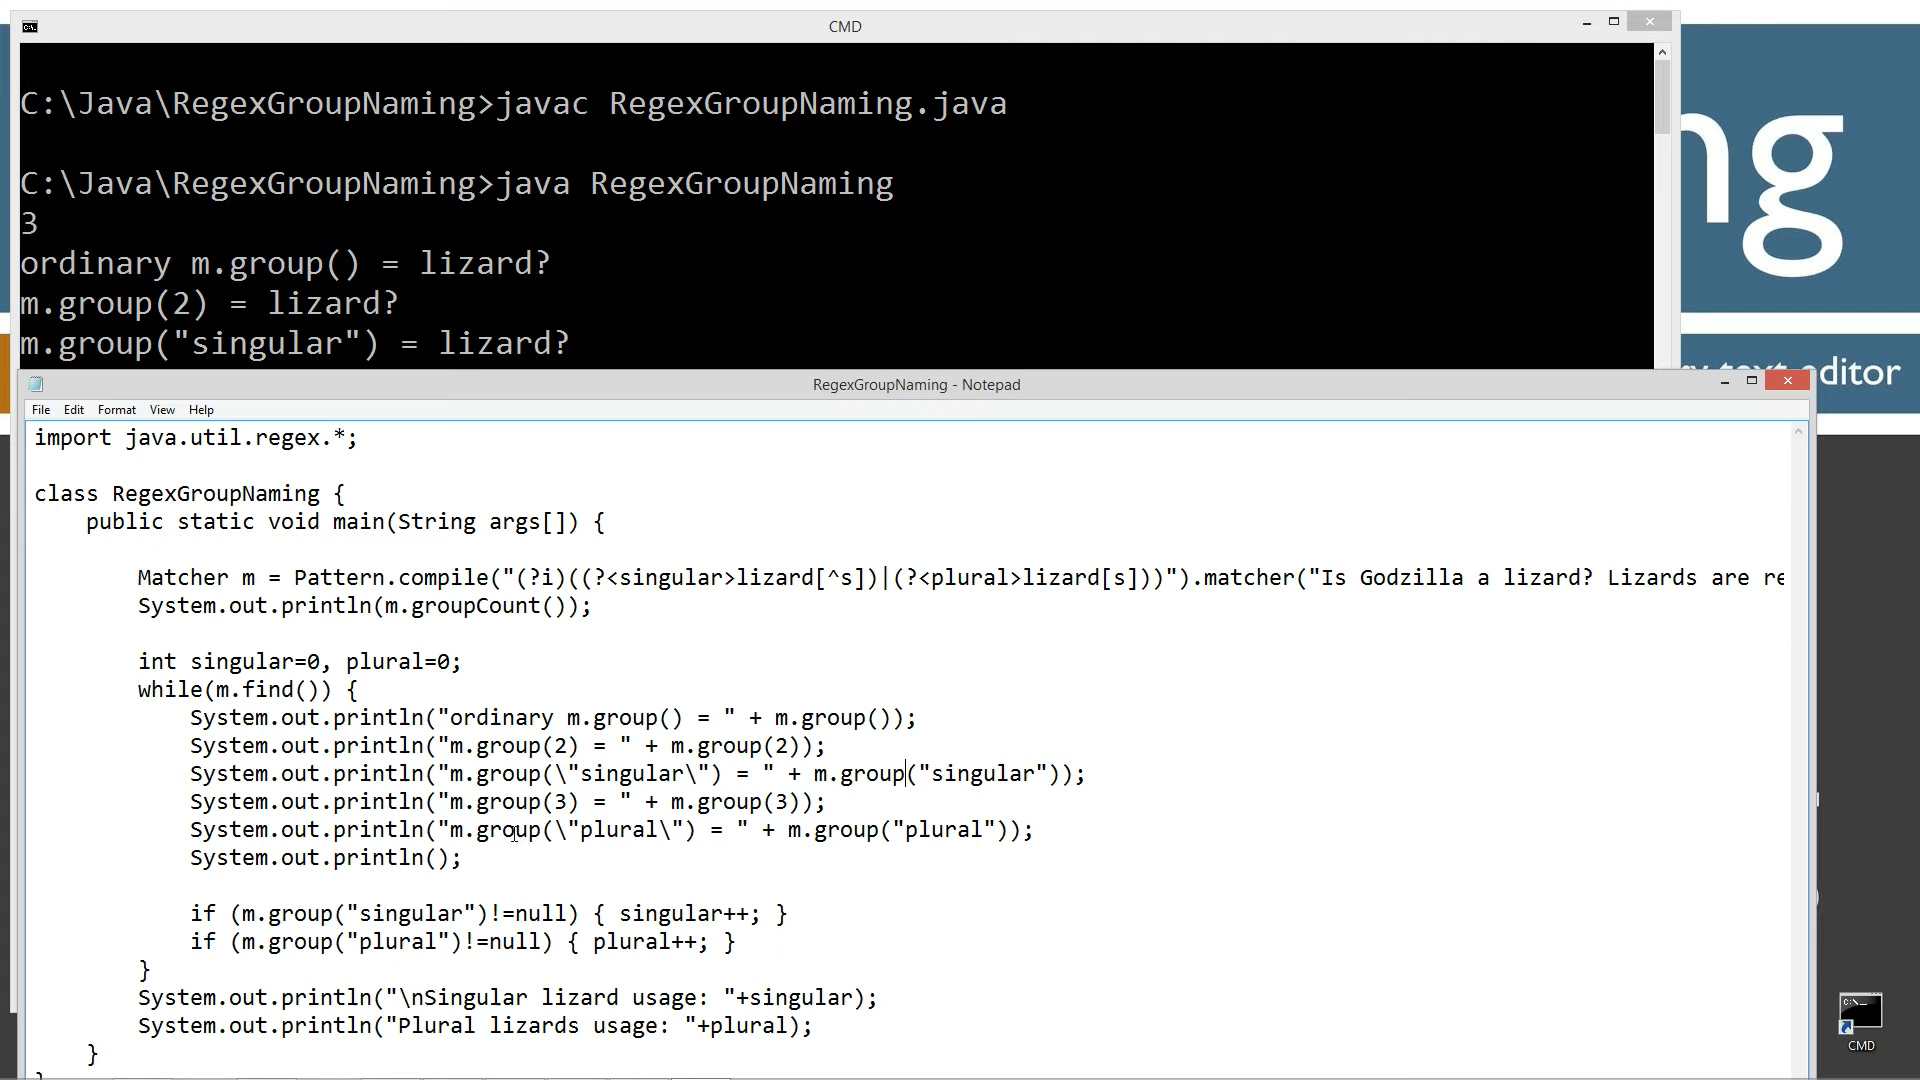 CMD
C:\Java\RegexGroupNaming>javac RegexGroupNaming.java
C:\Java\RegexGroupNaming>java RegexGroupNaming
3
ordinary m.group() = lizard?
m.group(2) = lizard?
m.group("singular") = lizard?
ng
editor
RegexGroupNaming - Notepad
File Edit Format View Help
import java.util.regex.*;
class RegexGroupNaming {
public static void main(String args[]) {
Matcher m = Pattern.compile("(?i)((?<singular>lizard[^s])|(?<plural>lizard[s]))").matcher("Is Godzilla a lizard? Lizards are re
System.out.println(m.groupCount());
int singular=0, plural=0;
while(m.find()) {
System.out.println("ordinary m.group() = " + m.group());
System.out.println("m.group(2) = " + m.group(2));
System.out.println("m.group(\"singular\") = " + m.group("singular"));
System.out.println("m.group(3) = " + m.group(3));
System.out.println("m.group(\"plural\") = " + m.group("plural"));
System.out.println();
if (m.group("singular")!=null) { singular++; }
if (m.group("plural")!=null) { plural++; }
}
System.out.println("\nSingular lizard usage: "+singular);
System.out.println("Plural lizards usage: "+plural);
}
CMD